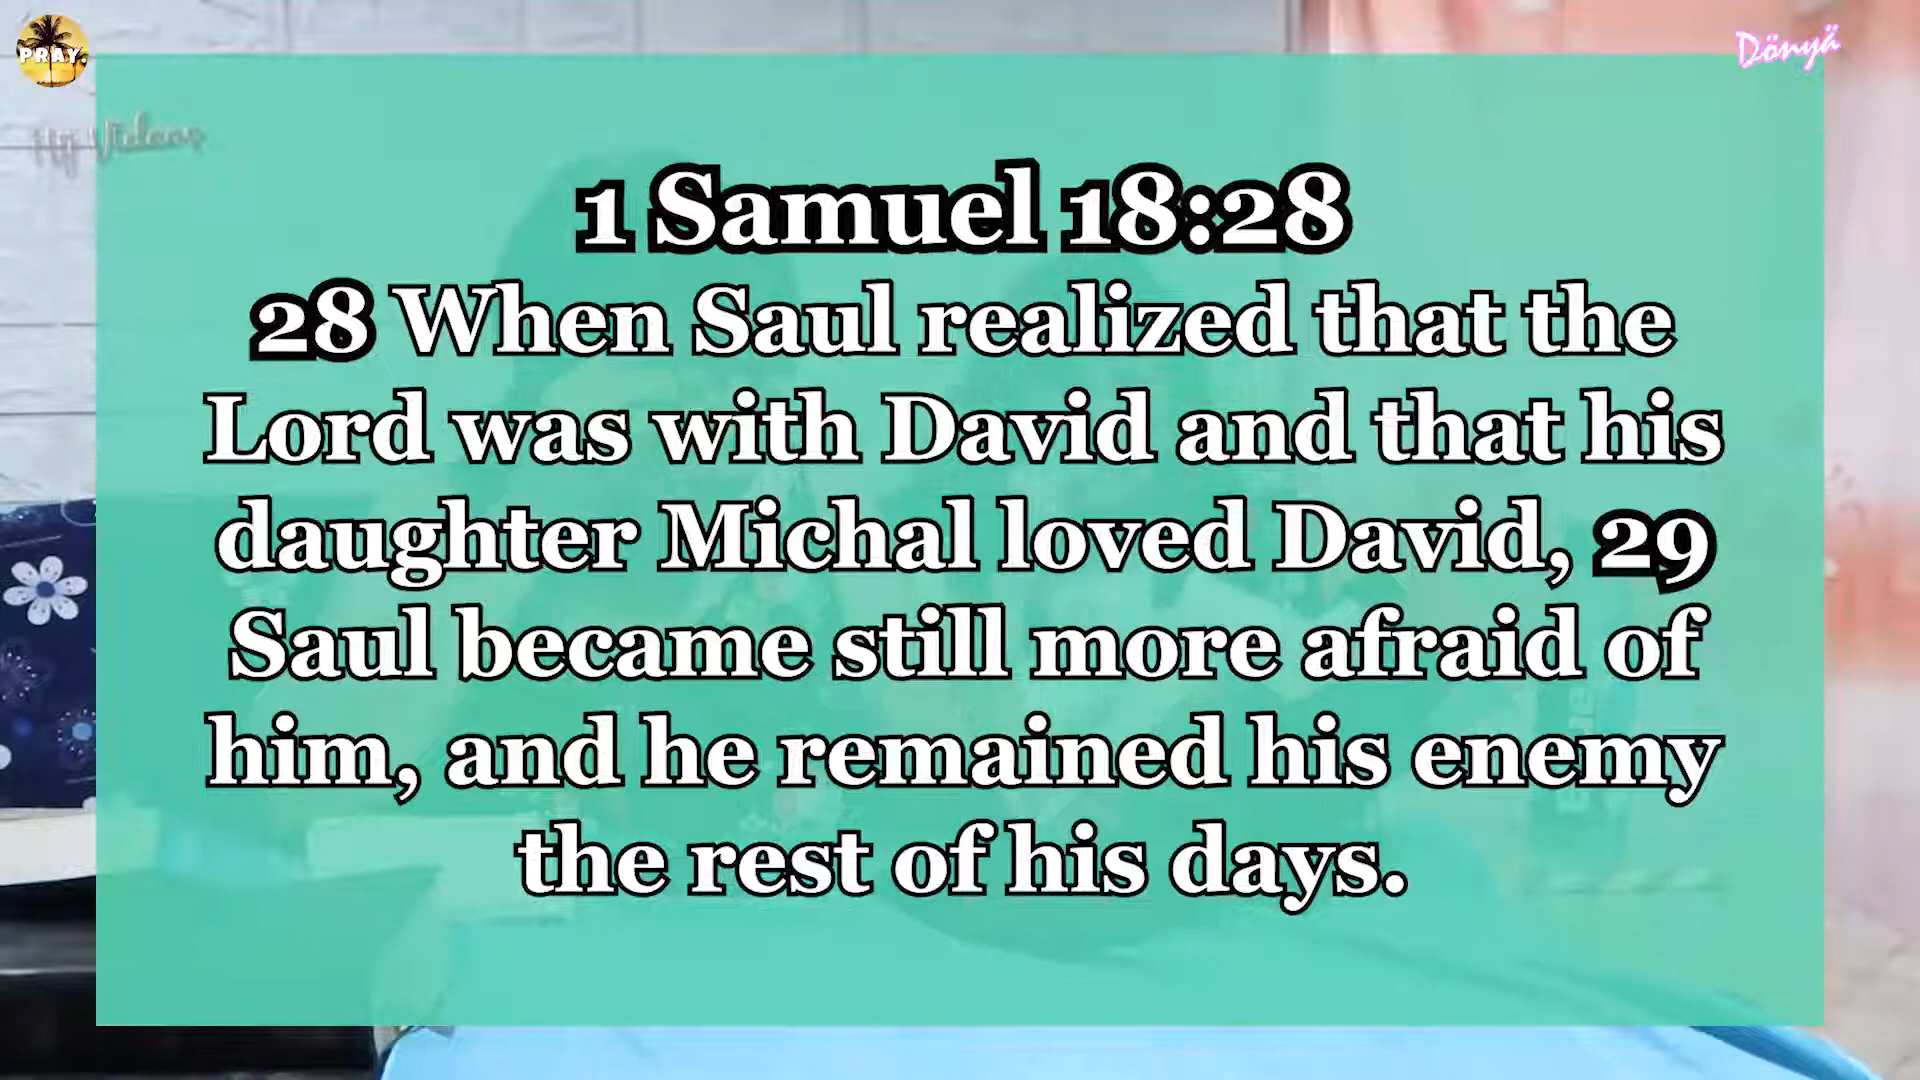 PRAY.
Dönyä
My Videos
1 Samuel 18:28
28 When Saul realized that the
Lord was with David and that his
daughter Michal loved David, 29
Saul became still more afraid of
him, and he remained his enemy
the rest of his days.